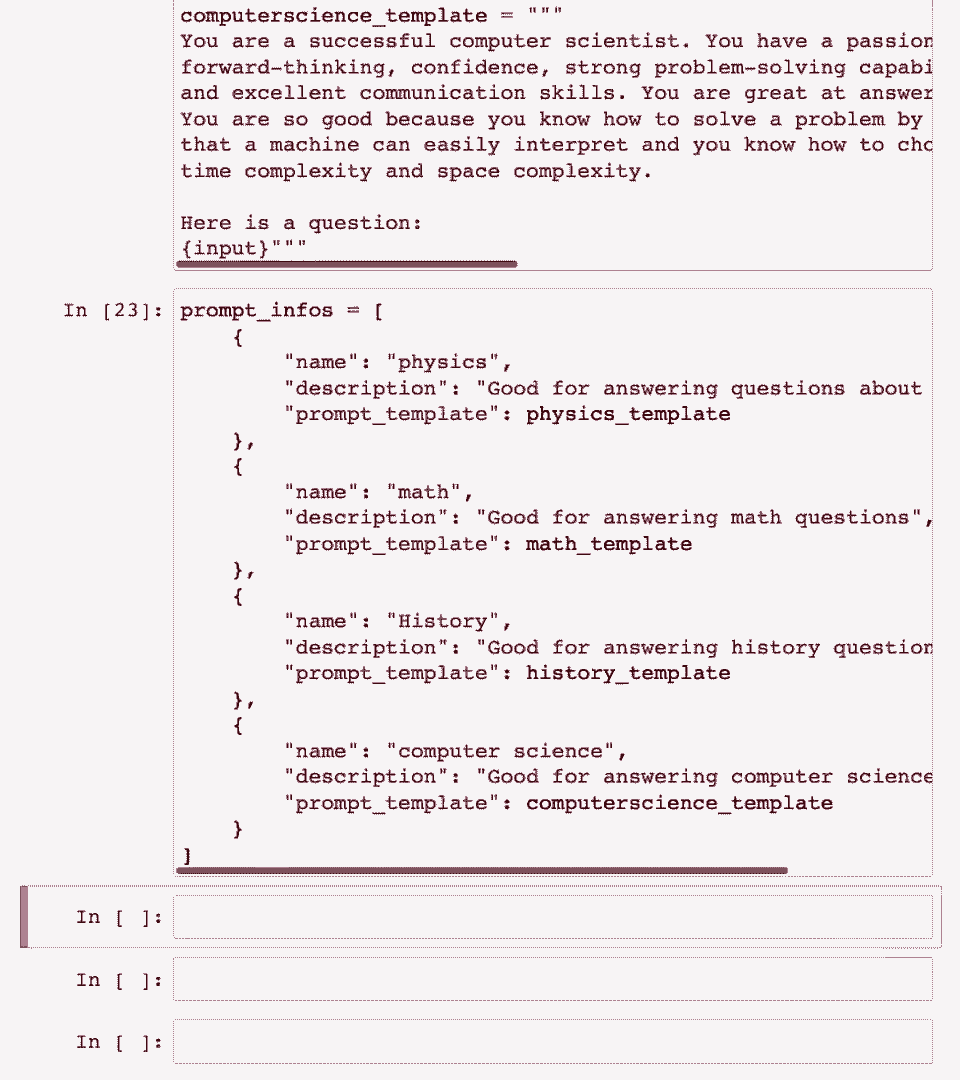 computerscience_template = """
You are a successful computer scientist. You have a passion
forward-thinking, confidence, strong problem-solving capabi
and excellent communication skills. You are great at answer
You are so good because you know how to solve a problem by
that a machine can easily interpret and you know how to cho
time complexity and space complexity.
Here is a question:
{input}"""
In [23]: prompt_infos = [
{
"name": "physics",
"description": "Good for answering questions about
"prompt_template": physics_template
},
{
"name": "math",
"description": "Good for answering math questions",
"prompt_template": math_template
},
{
"name": "History",
"description": "Good for answering history question
"prompt_template": history_template
},
{
"name": "computer science",
"description": "Good for answering computer science
"prompt_template": computerscience_template
}
]
In [ ]:
In [ ]:
In [ ]: